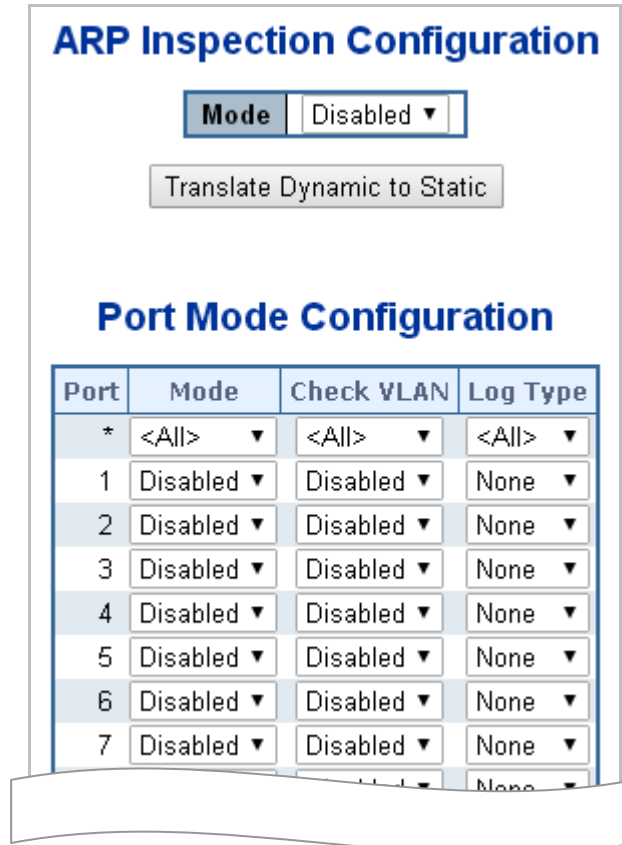 ARP Inspection Configuration
Mode Disabled
Translate Dynamic to Static
Port Mode Configuration
Port Mode Check VLAN Log Type
* <All> <All> <All>
1 Disabled Disabled None
2 Disabled Disabled None
3 Disabled Disabled None
4 Disabled Disabled None
5 Disabled Disabled None
6 Disabled Disabled None
7 Disabled Disabled None